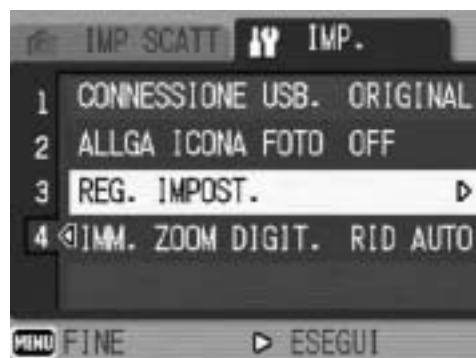 IMP SCATT IMP.
1 CONNESSIONE USB. ORIGINAL
2 ALLGA ICONA FOTO OFF
3 REG. IMPOST.
4 IMM. ZOOM DIGIT. RID AUTO
MENU FINE ESEGUI